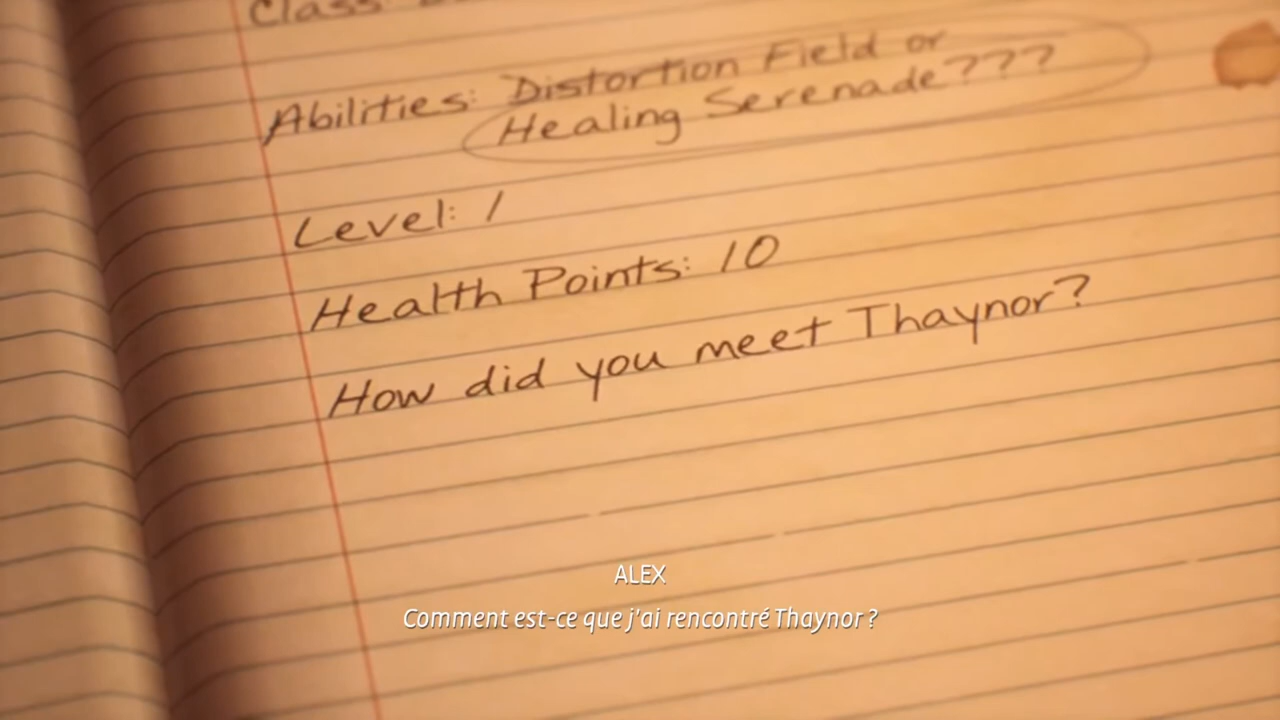 Class
Abilities: Distortion Field or
Healing Serenade???
Level: 1
Health Points: 10
How did you meet Thaynor?
ALEX
Comment est-ce que j'ai rencontré Thaynor ?